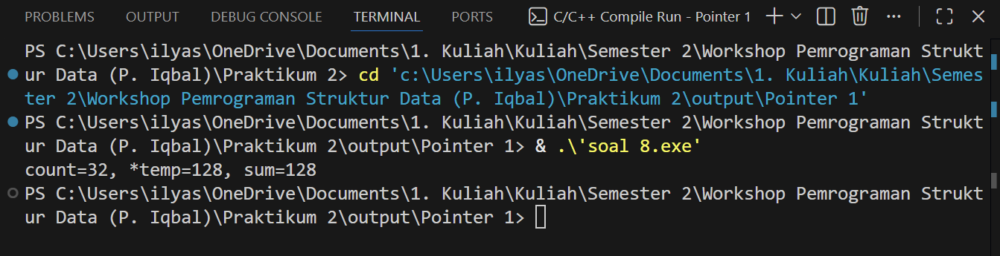 PROBLEMS OUTPUT DEBUG CONSOLE TERMINAL PORTS C/C++ Compile Run - Pointer 1
PS C:\Users\ilyas\OneDrive\Documents\1. Kuliah\Kuliah\Semester 2\Workshop Pemrograman Strukt
ur Data (P. Iqbal)\Praktikum 2> cd 'c:\Users\ilyas\OneDrive\Documents\1. Kuliah\Kuliah\Semes
ter 2\Workshop Pemrograman Struktur Data (P. Iqbal)\Praktikum 2\output\Pointer 1'
PS C:\Users\ilyas\OneDrive\Documents\1. Kuliah\Kuliah\Semester 2\Workshop Pemrograman Strukt
ur Data (P. Iqbal)\Praktikum 2\output\Pointer 1> & .\'soal 8.exe'
count=32, *temp=128, sum=128
PS C:\Users\ilyas\OneDrive\Documents\1. Kuliah\Kuliah\Semester 2\Workshop Pemrograman Strukt
ur Data (P. Iqbal)\Praktikum 2\output\Pointer 1>